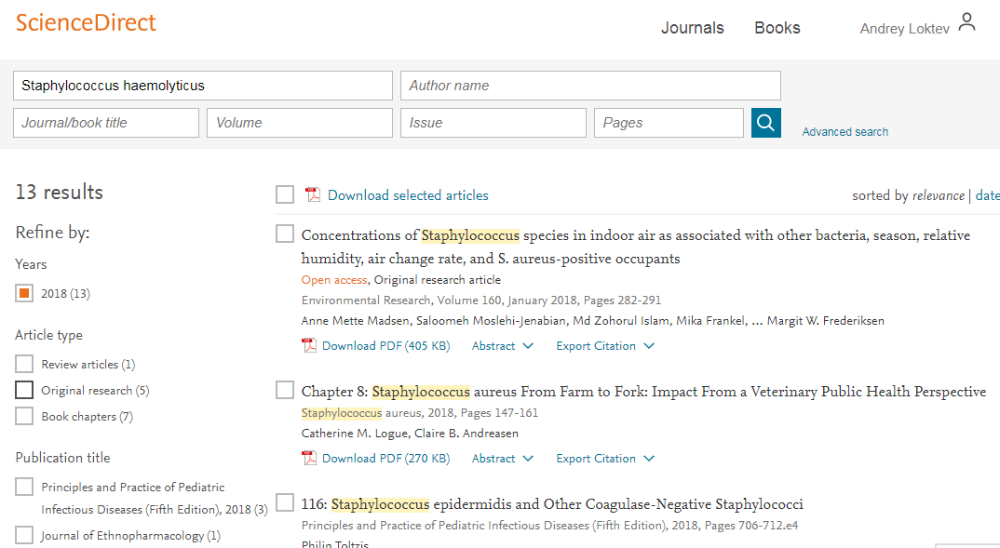 ScienceDirect
Journals Books Andrey Loktev
Staphylococcus haemolyticus Author name
Journal/book title Volume Issue Pages Advanced search
13 results
Refine by:
Years
2018 (13)
Article type
Review articles (1)
Original research (5)
Book chapters (7)
Publication title
Principles and Practice of Pediatric
Infectious Diseases (Fifth Edition), 2018 (3)
Journal of Ethnopharmacology (1)
Download selected articles sorted by relevance | date
Concentrations of Staphylococcus species in indoor air as associated with other bacteria, season, relative
humidity, air change rate, and S. aureus-positive occupants
Open access, Original research article
Environmental Research, Volume 160, January 2018, Pages 282-291
Anne Mette Madsen, Saloomeh Moslehi-Jenabian, Md Zohorul Islam, Mika Frankel, ... Margit W. Frederiksen
Download PDF (405 KB) Abstract Export Citation
Chapter 8: Staphylococcus aureus From Farm to Fork: Impact From a Veterinary Public Health Perspective
Staphylococcus aureus, 2018, Pages 147-161
Catherine M. Logue, Claire B. Andreasen
Download PDF (270 KB) Abstract Export Citation
116: Staphylococcus epidermidis and Other Coagulase-Negative Staphylococci
Principles and Practice of Pediatric Infectious Diseases (Fifth Edition), 2018, Pages 706-712.e4
Philip Toltzis